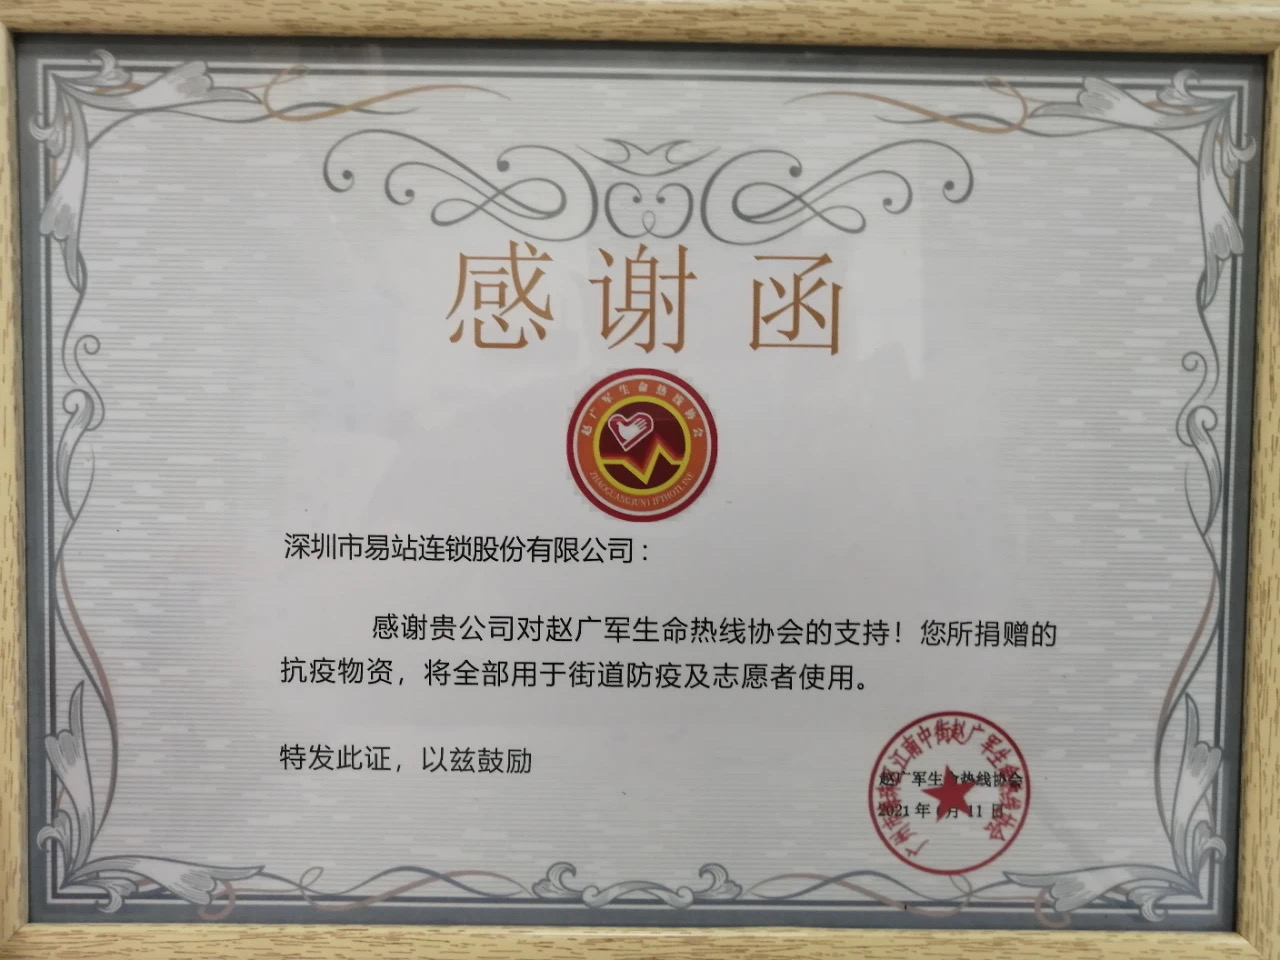 感谢函
赵广军生命热线协会
深圳市易站连锁股份有限公司：
感谢贵公司对赵广军生命热线协会的支持！您所捐赠的
抗疫物资，将全部用于街道防疫及志愿者使用。
特发此证，以兹鼓励
赵广军生命热线协会
2021年 月11日